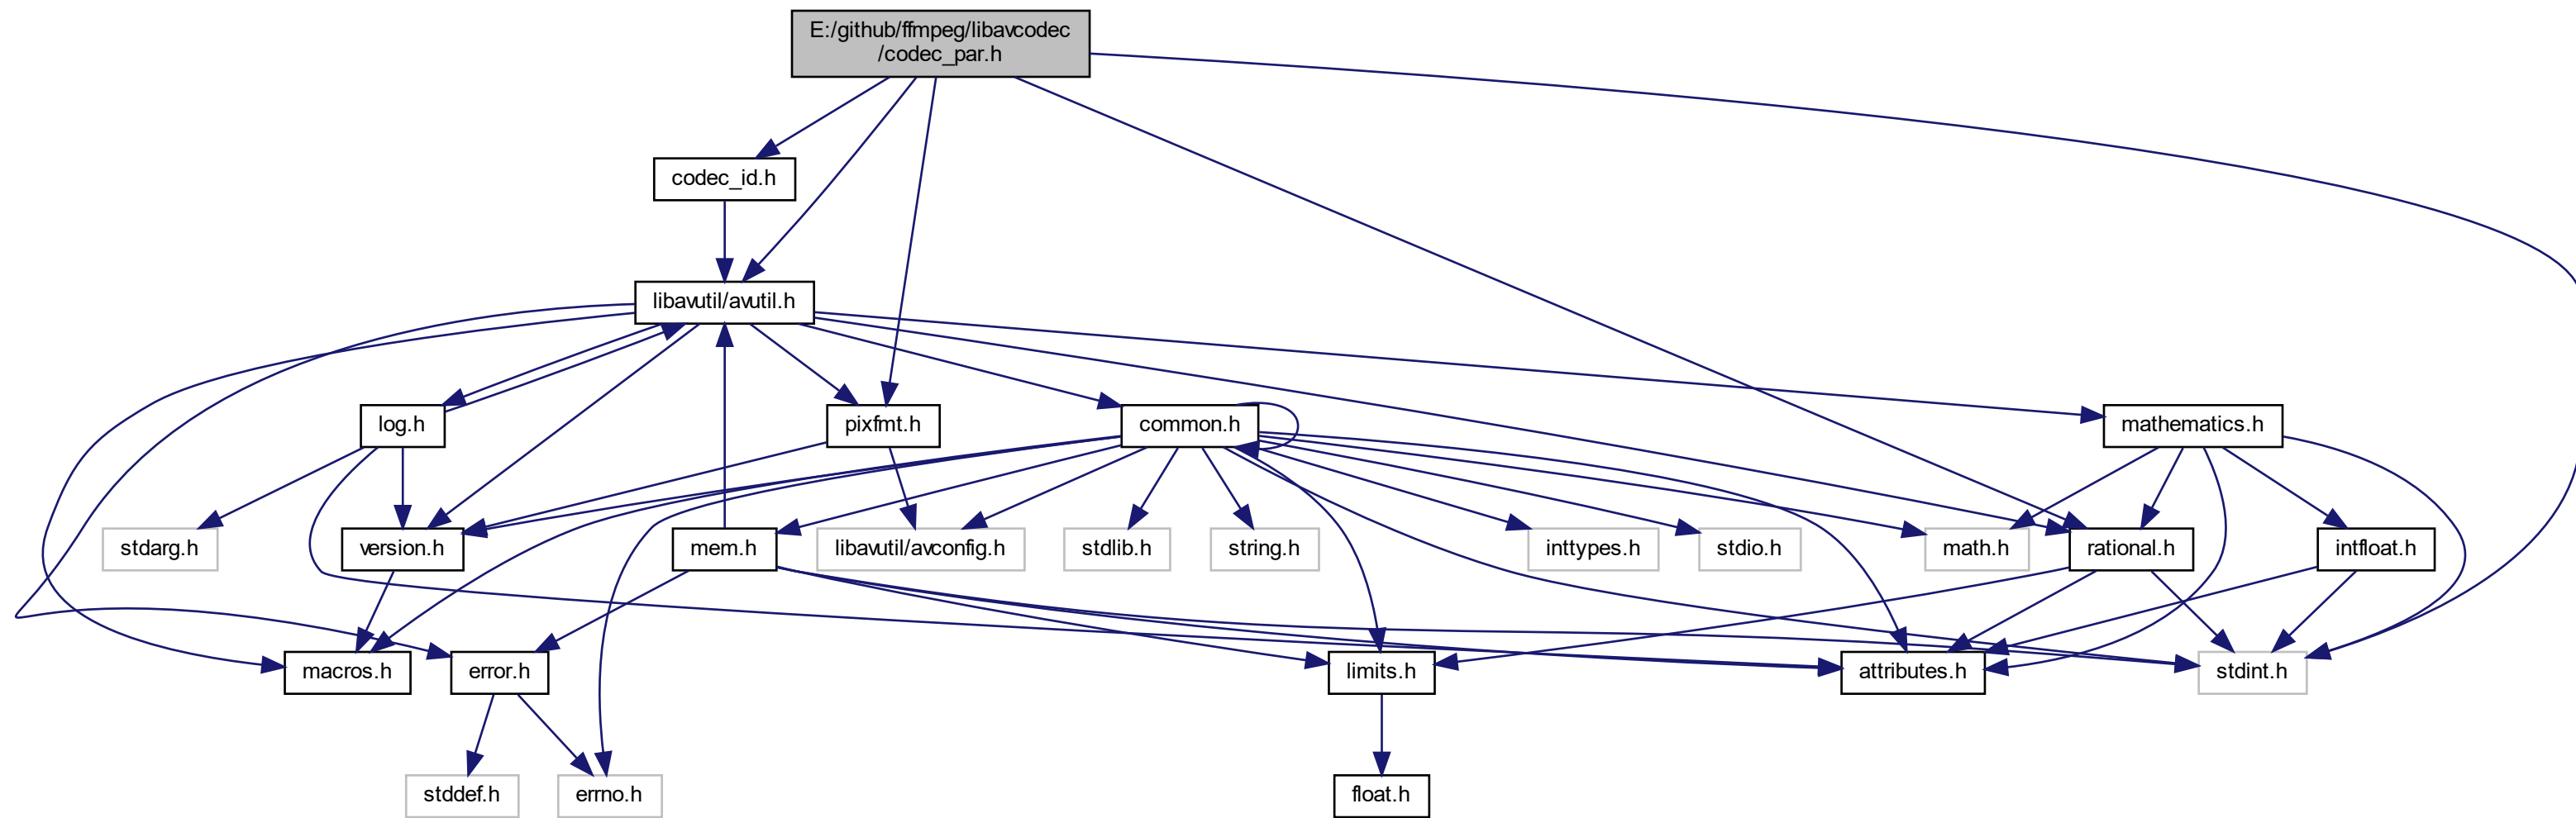 E:/github/ffmpeg/libavcodec
/codec_par.h
codec_id.h
libavutil/avutil.h
log.h
pixfmt.h
common.h
mathematics.h
stdarg.h
version.h
mem.h
libavutil/avconfig.h
stdlib.h
string.h
inttypes.h
stdio.h
math.h
rational.h
intfloat.h
macros.h
error.h
limits.h
attributes.h
stdint.h
stddef.h
errno.h
float.h